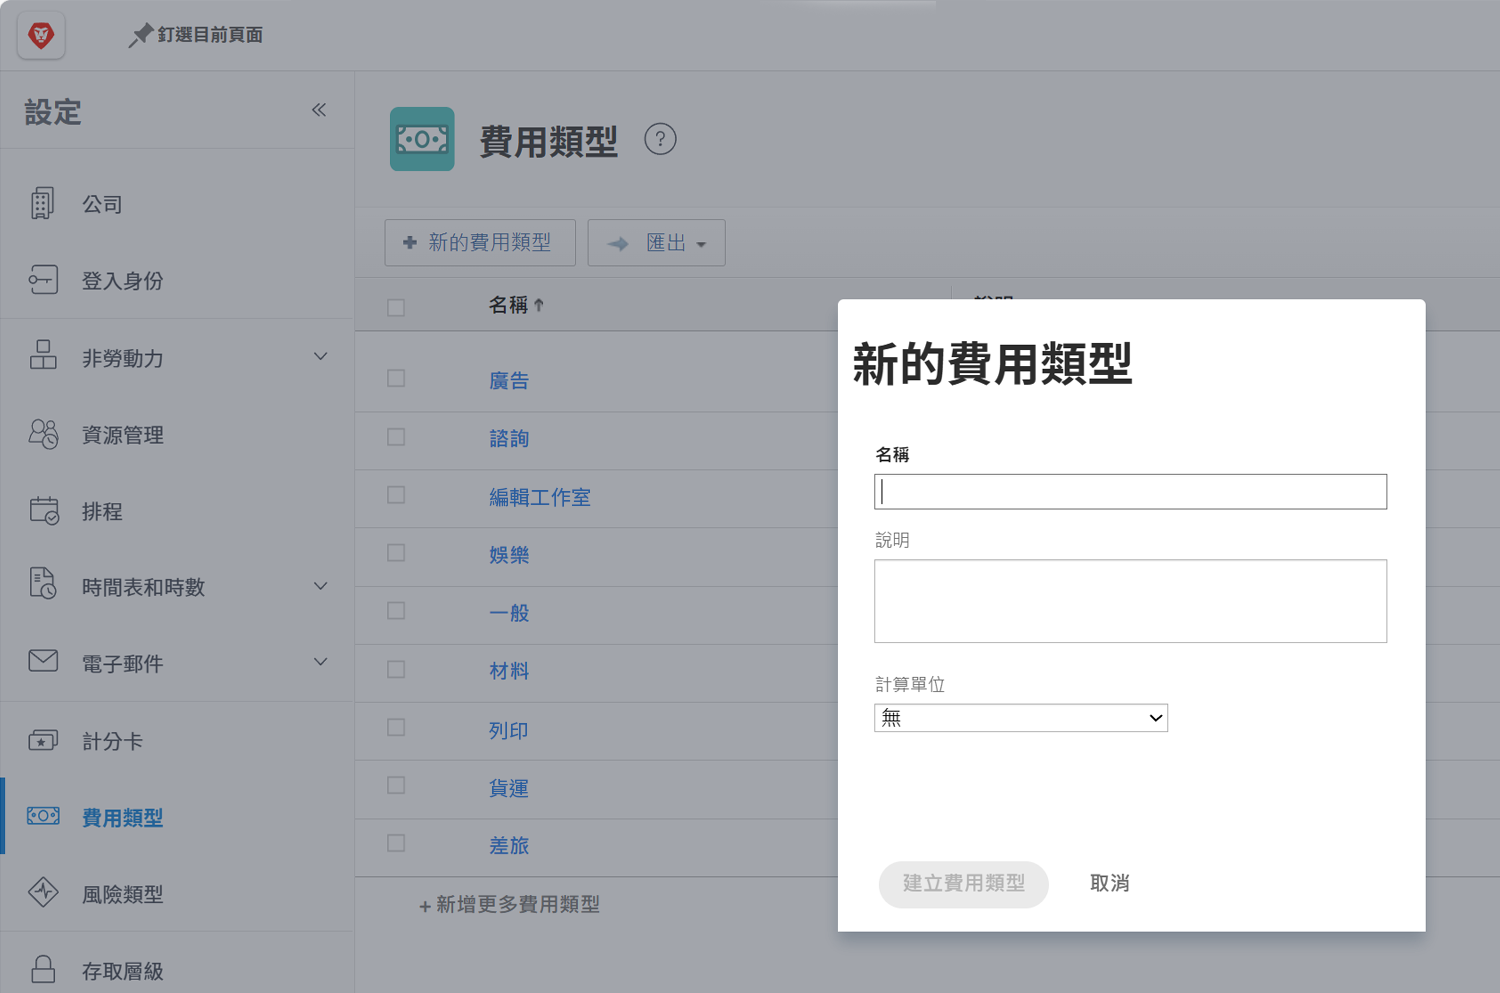 釘選目前頁面
設定
公司
登入身份
非勞動力
資源管理
排程
時間表和時數
電子郵件
計分卡
費用類型
風險類型
存取層級
費用類型
?
新的費用類型
匯出
名稱
說明
廣告
諮詢
編輯工作室
娛樂
一般
材料
列印
貨運
差旅
+ 新增更多費用類型
新的費用類型
名稱
說明
計算單位
無
建立費用類型
取消